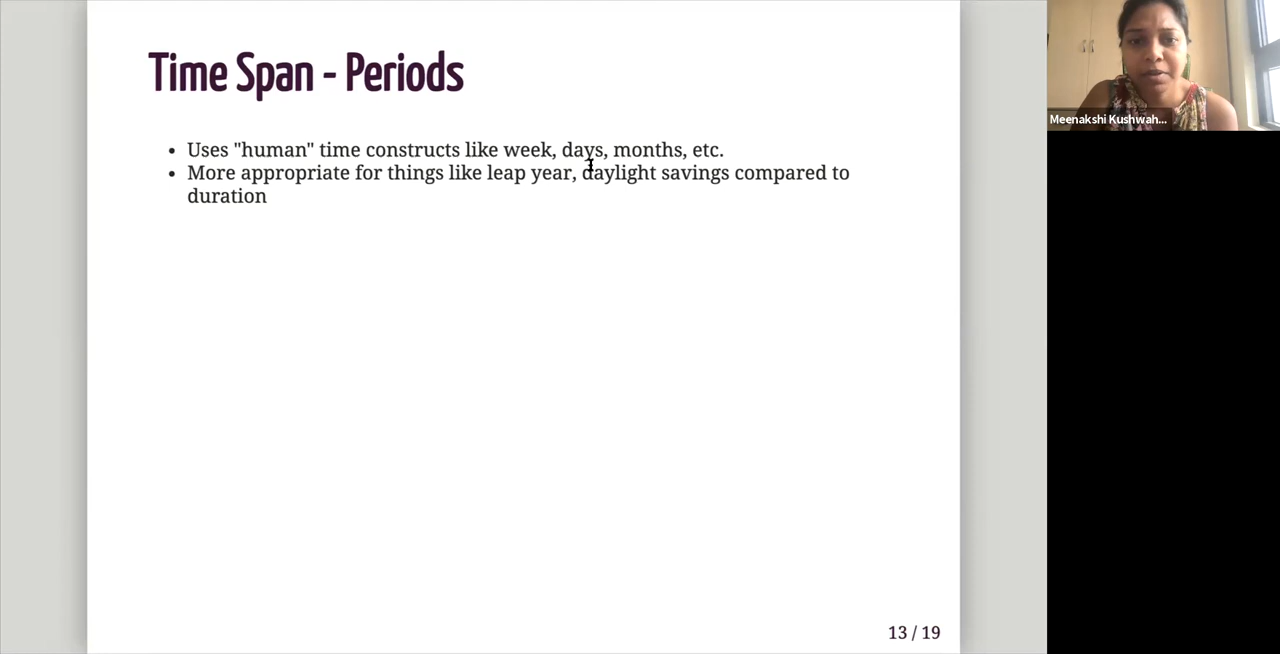 Time Span - Periods
Uses "human" time constructs like week, days, months, etc.
More appropriate for things like leap year, daylight savings compared to
duration
13 / 19
Meenakshi Kushwah...